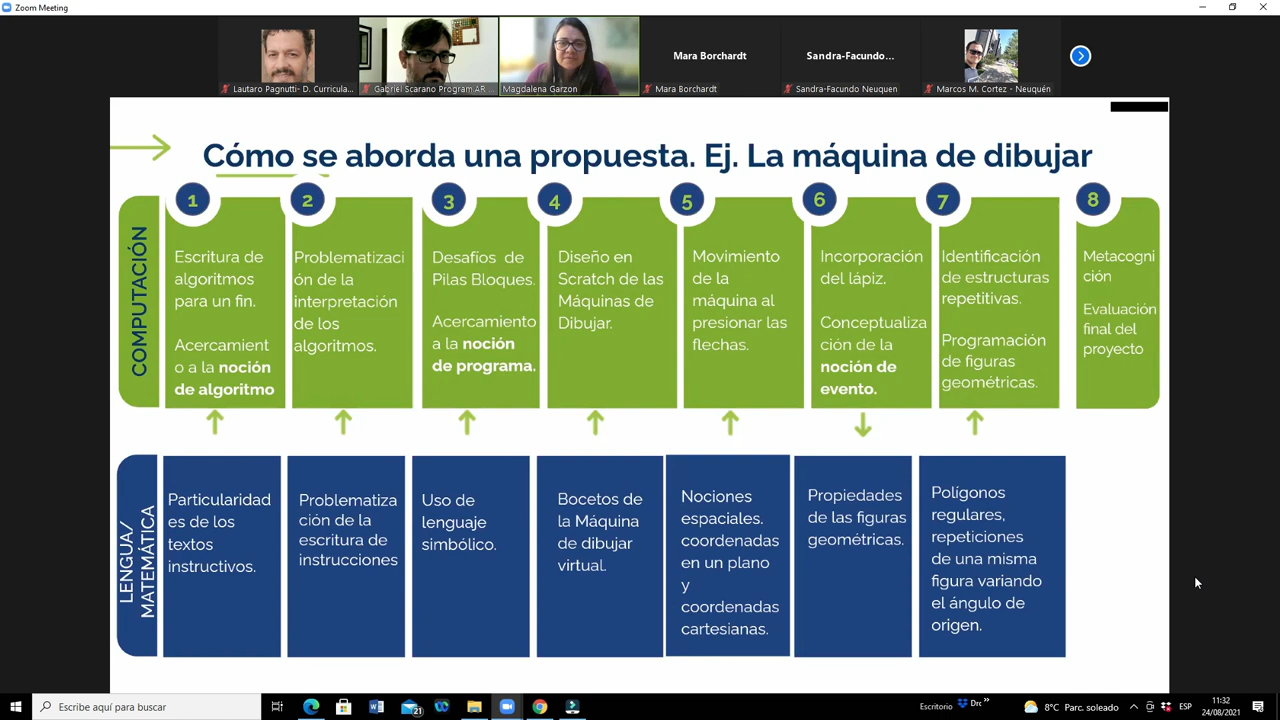 Zoom Meeting
Mara Borchardt
Sandra-Facundo...
Lautaro Pagnutti- D. Curricula...
Gabriel Scarano Program.AR ...
Magdalena Garzon
Mara Borchardt
Sandra-Facundo Neuquen
Marcos M. Cortez - Neuquén
Cómo se aborda una propuesta. Ej. La máquina de dibujar
COMPUTACIÓN
1
Escritura de
algoritmos
para un fin.
Acercamient
o a la noción
de algoritmo
2
Problematizaci
ón de la
interpretación
de los
algoritmos.
3
Desafíos de
Pilas Bloques.
Acercamiento
a la noción
de programa.
4
Diseño en
Scratch de las
Máquinas de
Dibujar.
5
Movimiento
de la
máquina al
presionar las
flechas.
6
Incorporación
del lápiz.
Conceptualiza
ción de la
noción de
evento.
7
Identificación
de estructuras
repetitivas.
Programación
de figuras
geométricas.
8
Metacogni
ción
Evaluación
final del
proyecto
LENGUA/
MATEMÁTICA
Particularidad
es de los
textos
instructivos.
Problematiza
ción de la
escritura de
instrucciones
Uso de
lenguaje
simbólico.
Bocetos de
la Máquina
de dibujar
virtual.
Nociones
espaciales.
coordenadas
en un plano
y
coordenadas
cartesianas.
Propiedades
de las figuras
geométricas.
Polígonos
regulares,
repeticiones
de una misma
figura variando
el ángulo de
origen.
Escribe aquí para buscar
21
Escritorio
Drc
8°C Parc. soleado
ESP
11:32
24/08/2021